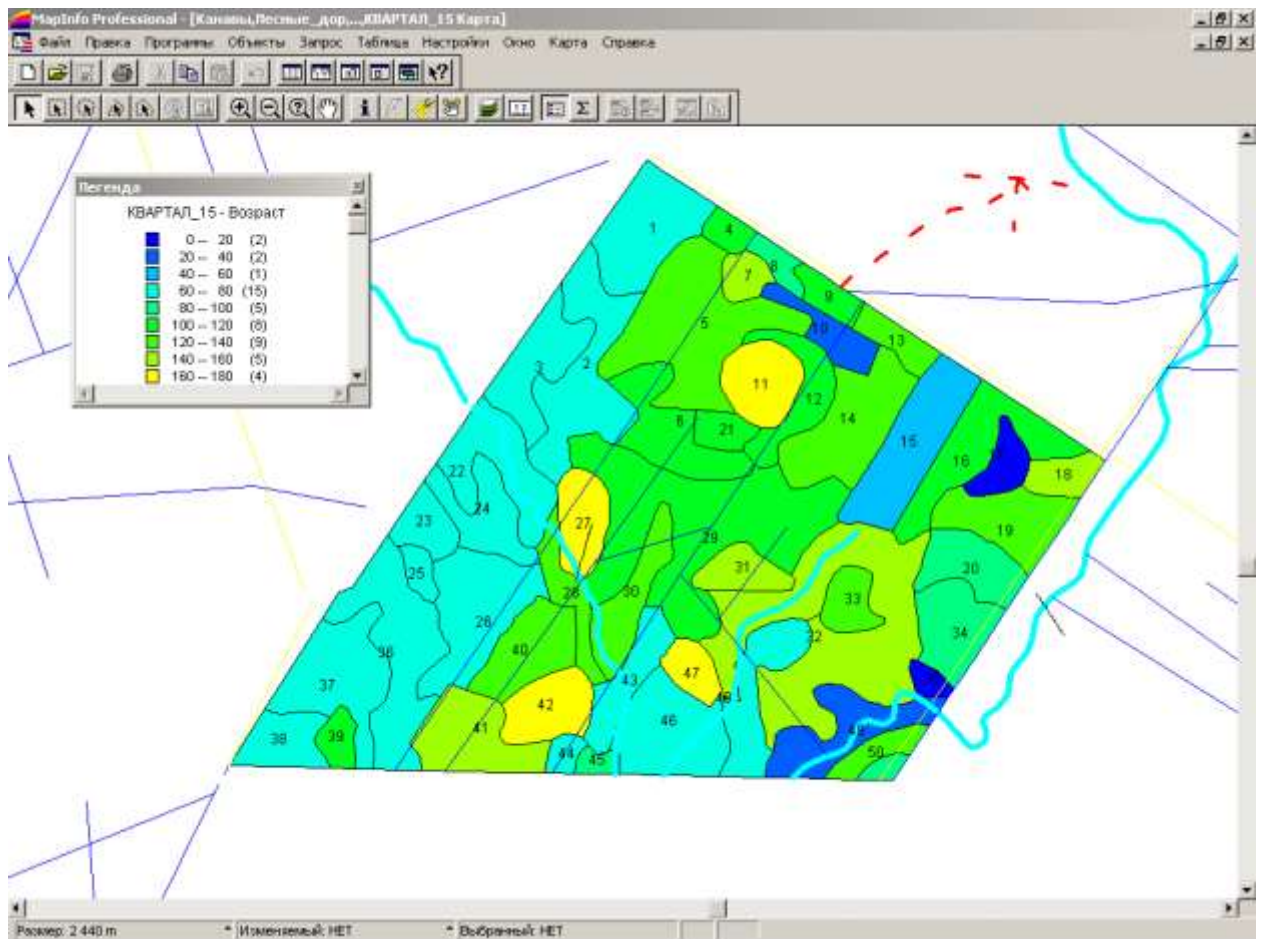 MapInfo Professional - [Канавы,Лесные_дор,...,КВАРТАЛ_15 Карта]
Файл Правка Программы Объекты Запрос Таблица Настройки Окно Карта Справка
Легенда
КВАРТАЛ_15 - Возраст
0 – 20 (2)
20 – 40 (2)
40 – 60 (1)
60 – 80 (15)
80 – 100 (5)
100 – 120 (8)
120 – 140 (9)
140 – 160 (5)
160 – 180 (4)
1
4
7
9
5
10
13
3
2
11
12
14
21
15
16
18
22
24
23
27
19
29
25
31
20
30
33
26
34
40
36
47
43
37
42
46
41
39
38
44
45
50
Размер: 2 440 m
Изменяемый: НЕТ
Выбранный: НЕТ